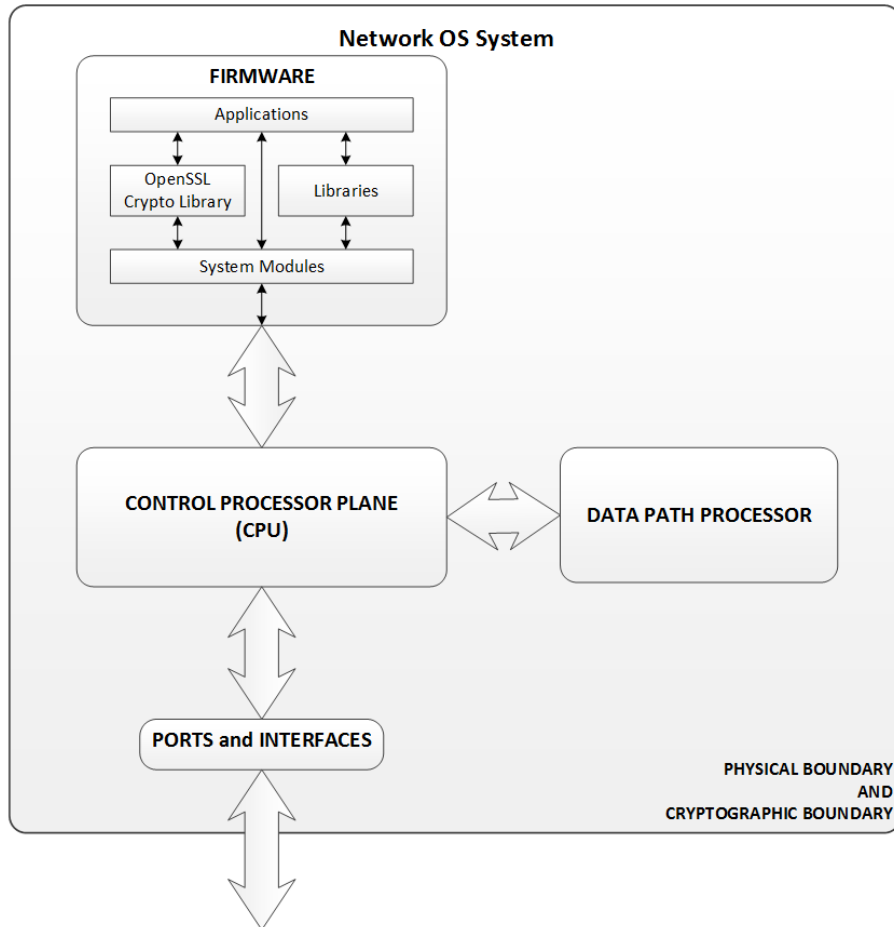 Network OS System
FIRMWARE
Applications
OpenSSL
Crypto Library
Libraries
System Modules
CONTROL PROCESSOR PLANE
(CPU)
DATA PATH PROCESSOR
PORTS and INTERFACES
PHYSICAL BOUNDARY
AND
CRYPTOGRAPHIC BOUNDARY